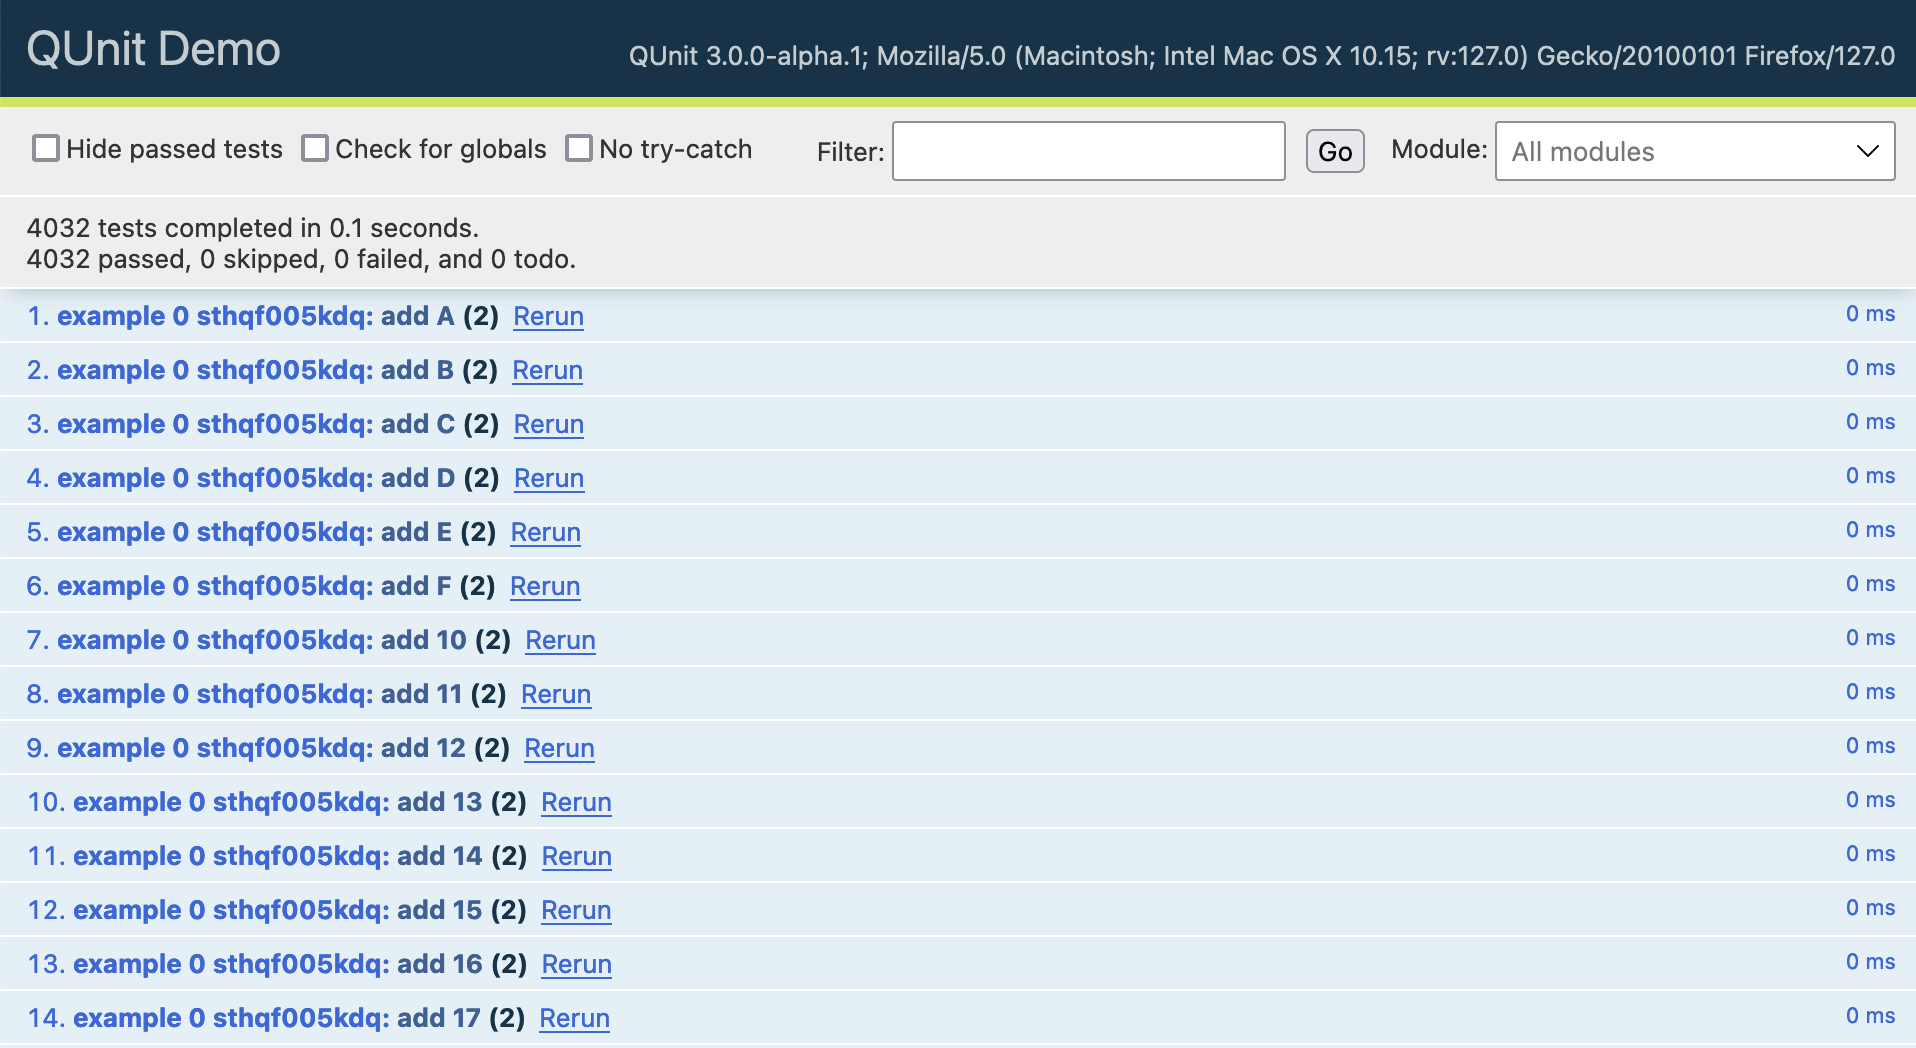 QUnit Demo
QUnit 3.0.0-alpha.1; Mozilla/5.0 (Macintosh; Intel Mac OS X 10.15; rv:127.0) Gecko/20100101 Firefox/127.0
Hide passed tests Check for globals No try-catch Filter: Go Module: All modules
4032 tests completed in 0.1 seconds.
4032 passed, 0 skipped, 0 failed, and 0 todo.
1. example 0 sthqf005kdq: add A (2) Rerun 0 ms
2. example 0 sthqf005kdq: add B (2) Rerun 0 ms
3. example 0 sthqf005kdq: add C (2) Rerun 0 ms
4. example 0 sthqf005kdq: add D (2) Rerun 0 ms
5. example 0 sthqf005kdq: add E (2) Rerun 0 ms
6. example 0 sthqf005kdq: add F (2) Rerun 0 ms
7. example 0 sthqf005kdq: add 10 (2) Rerun 0 ms
8. example 0 sthqf005kdq: add 11 (2) Rerun 0 ms
9. example 0 sthqf005kdq: add 12 (2) Rerun 0 ms
10. example 0 sthqf005kdq: add 13 (2) Rerun 0 ms
11. example 0 sthqf005kdq: add 14 (2) Rerun 0 ms
12. example 0 sthqf005kdq: add 15 (2) Rerun 0 ms
13. example 0 sthqf005kdq: add 16 (2) Rerun 0 ms
14. example 0 sthqf005kdq: add 17 (2) Rerun 0 ms